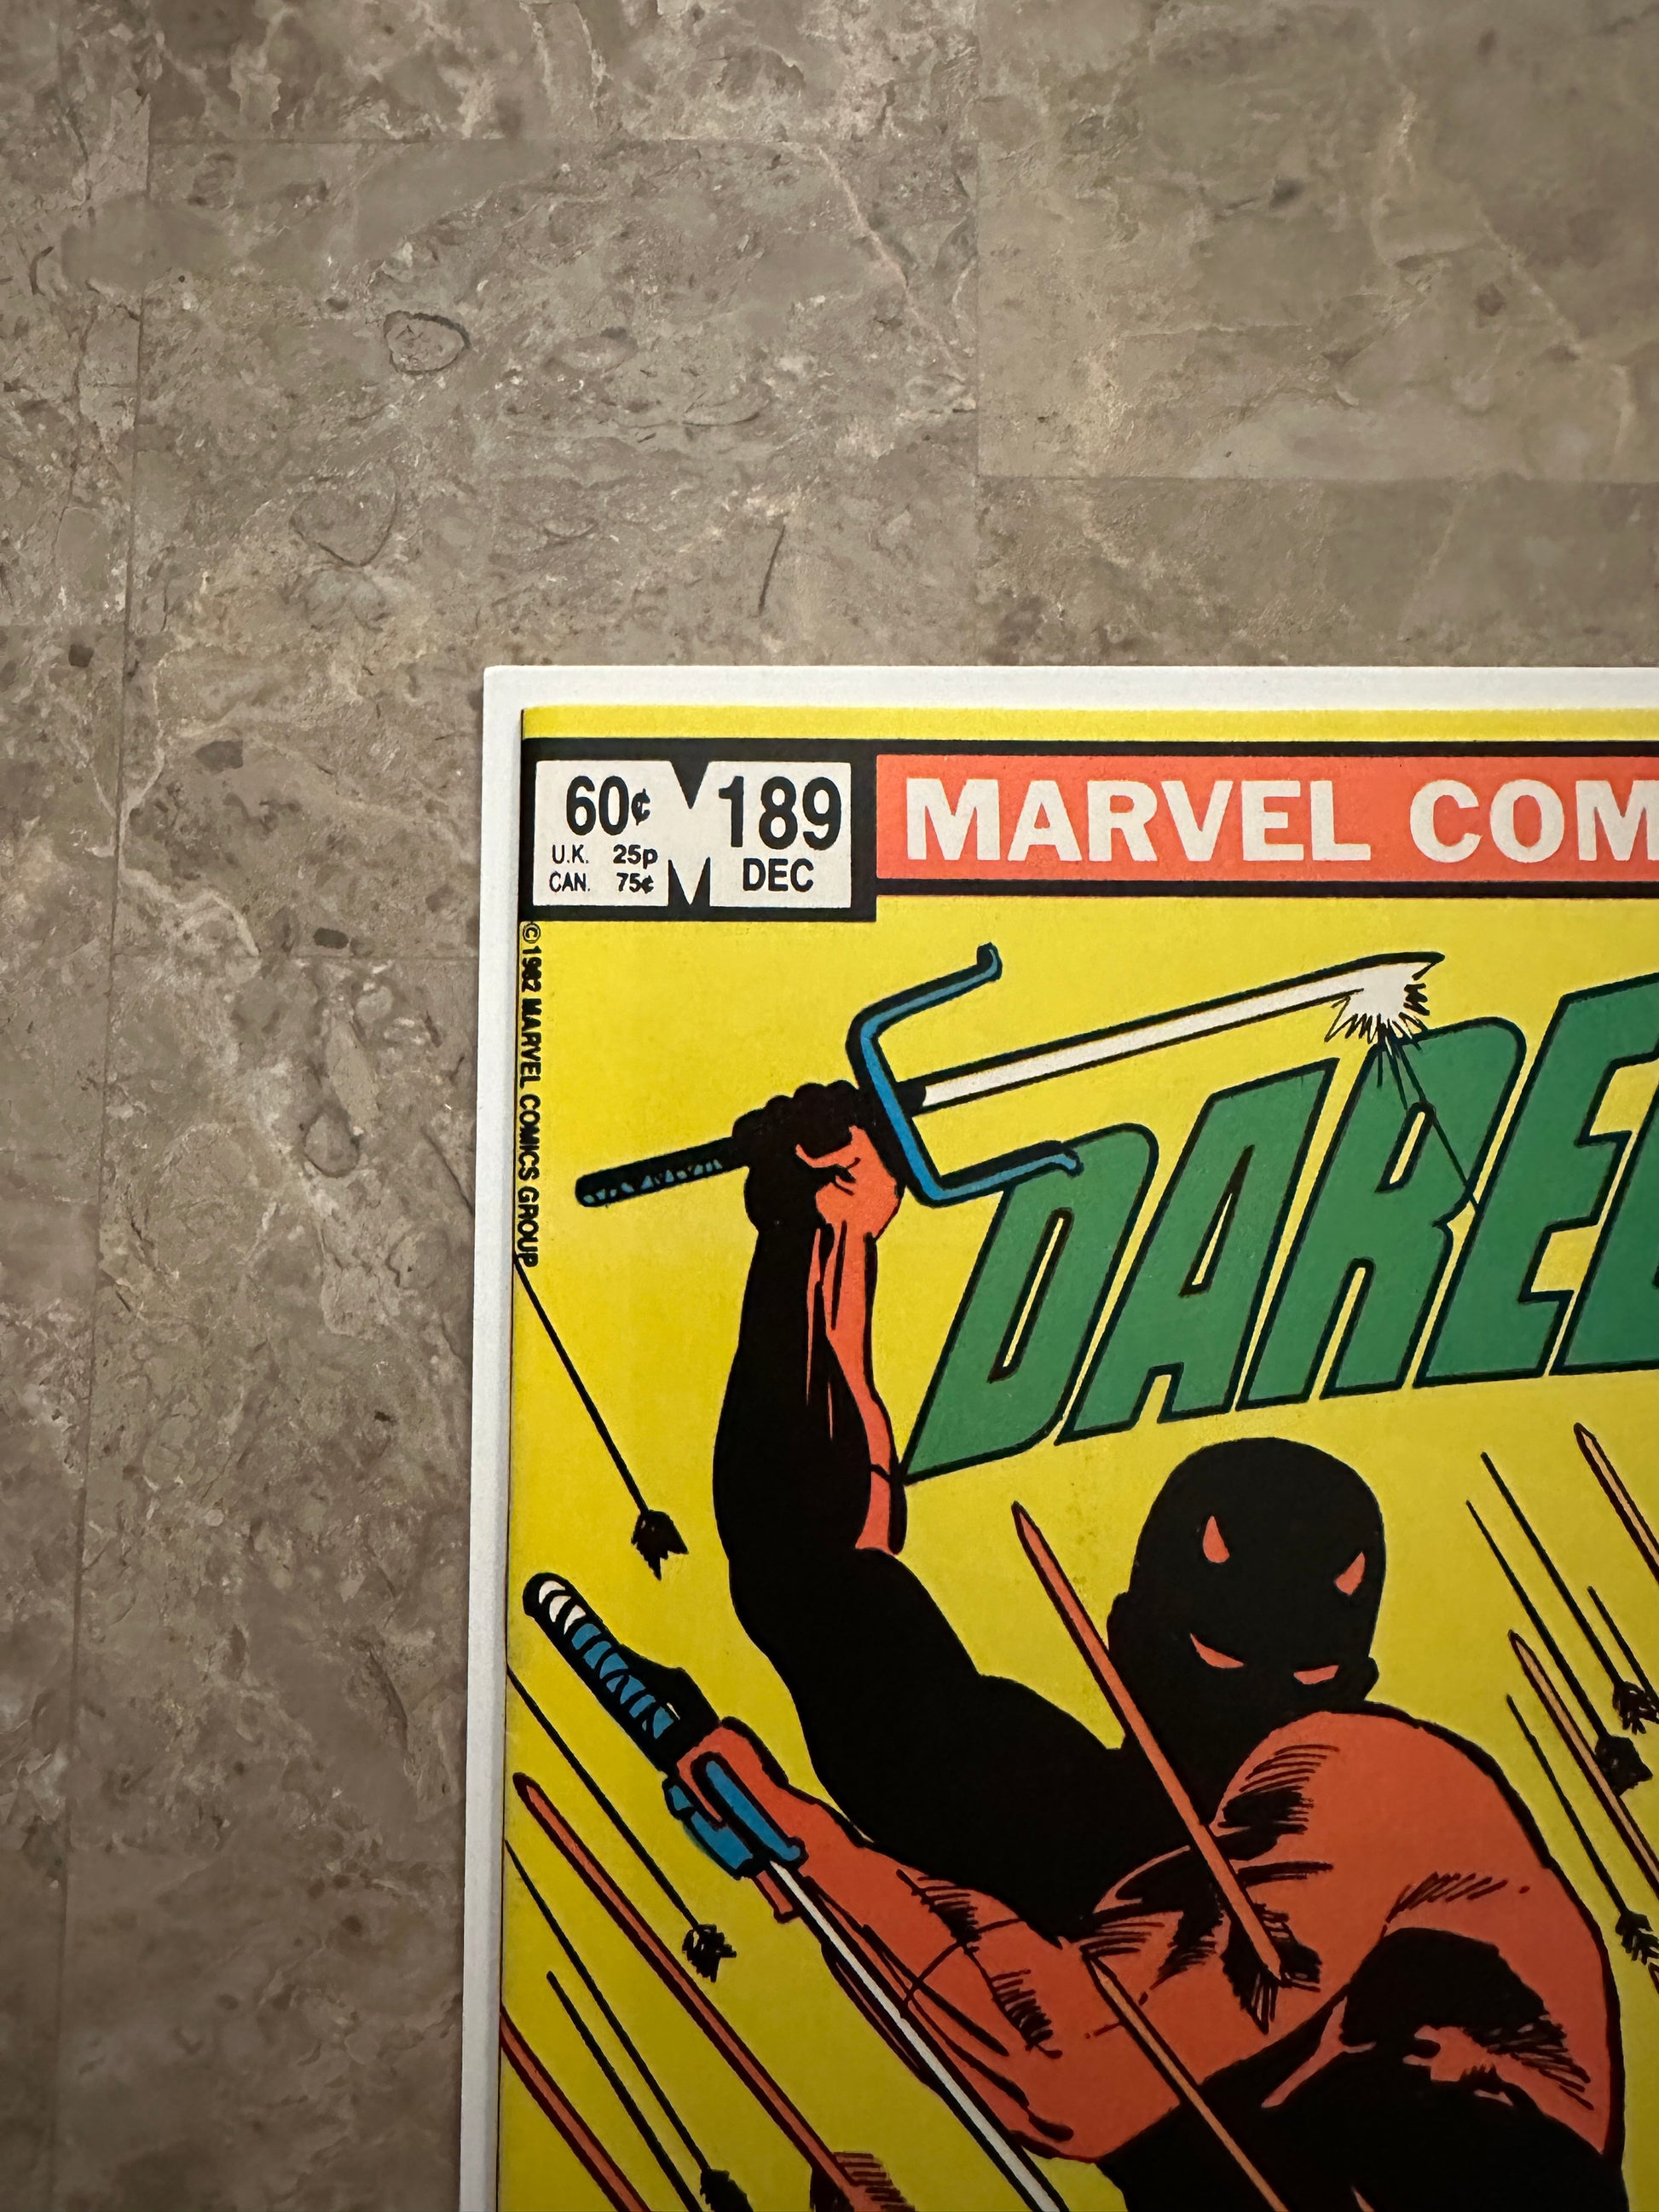 60¢ 189
U.K. 25p DEC
CAN. 75¢
MARVEL COM
© 1982 MARVEL COMICS GROUP
DARE